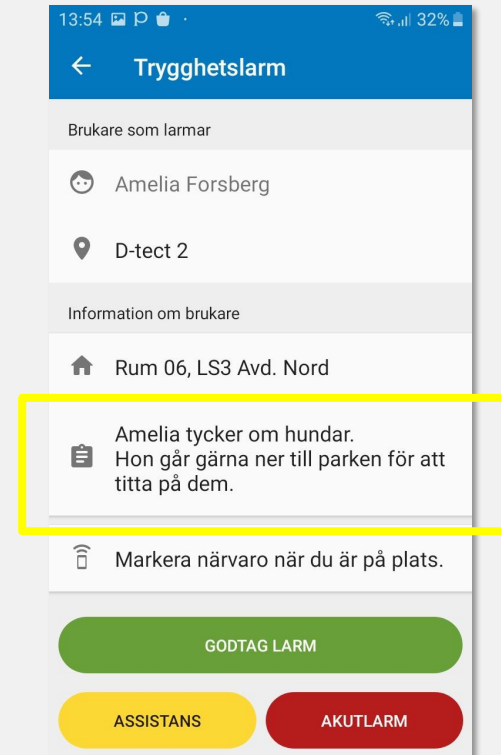 13:54
32%
Trygghetslarm
Brukare som larmar
Amelia Forsberg
D-tect 2
Information om brukare
Rum 06, LS3 Avd. Nord
Amelia tycker om hundar.
Hon går gärna ner till parken för att
titta på dem.
Markera närvaro när du är på plats.
GODTAG LARM
ASSISTANS
AKUTLARM